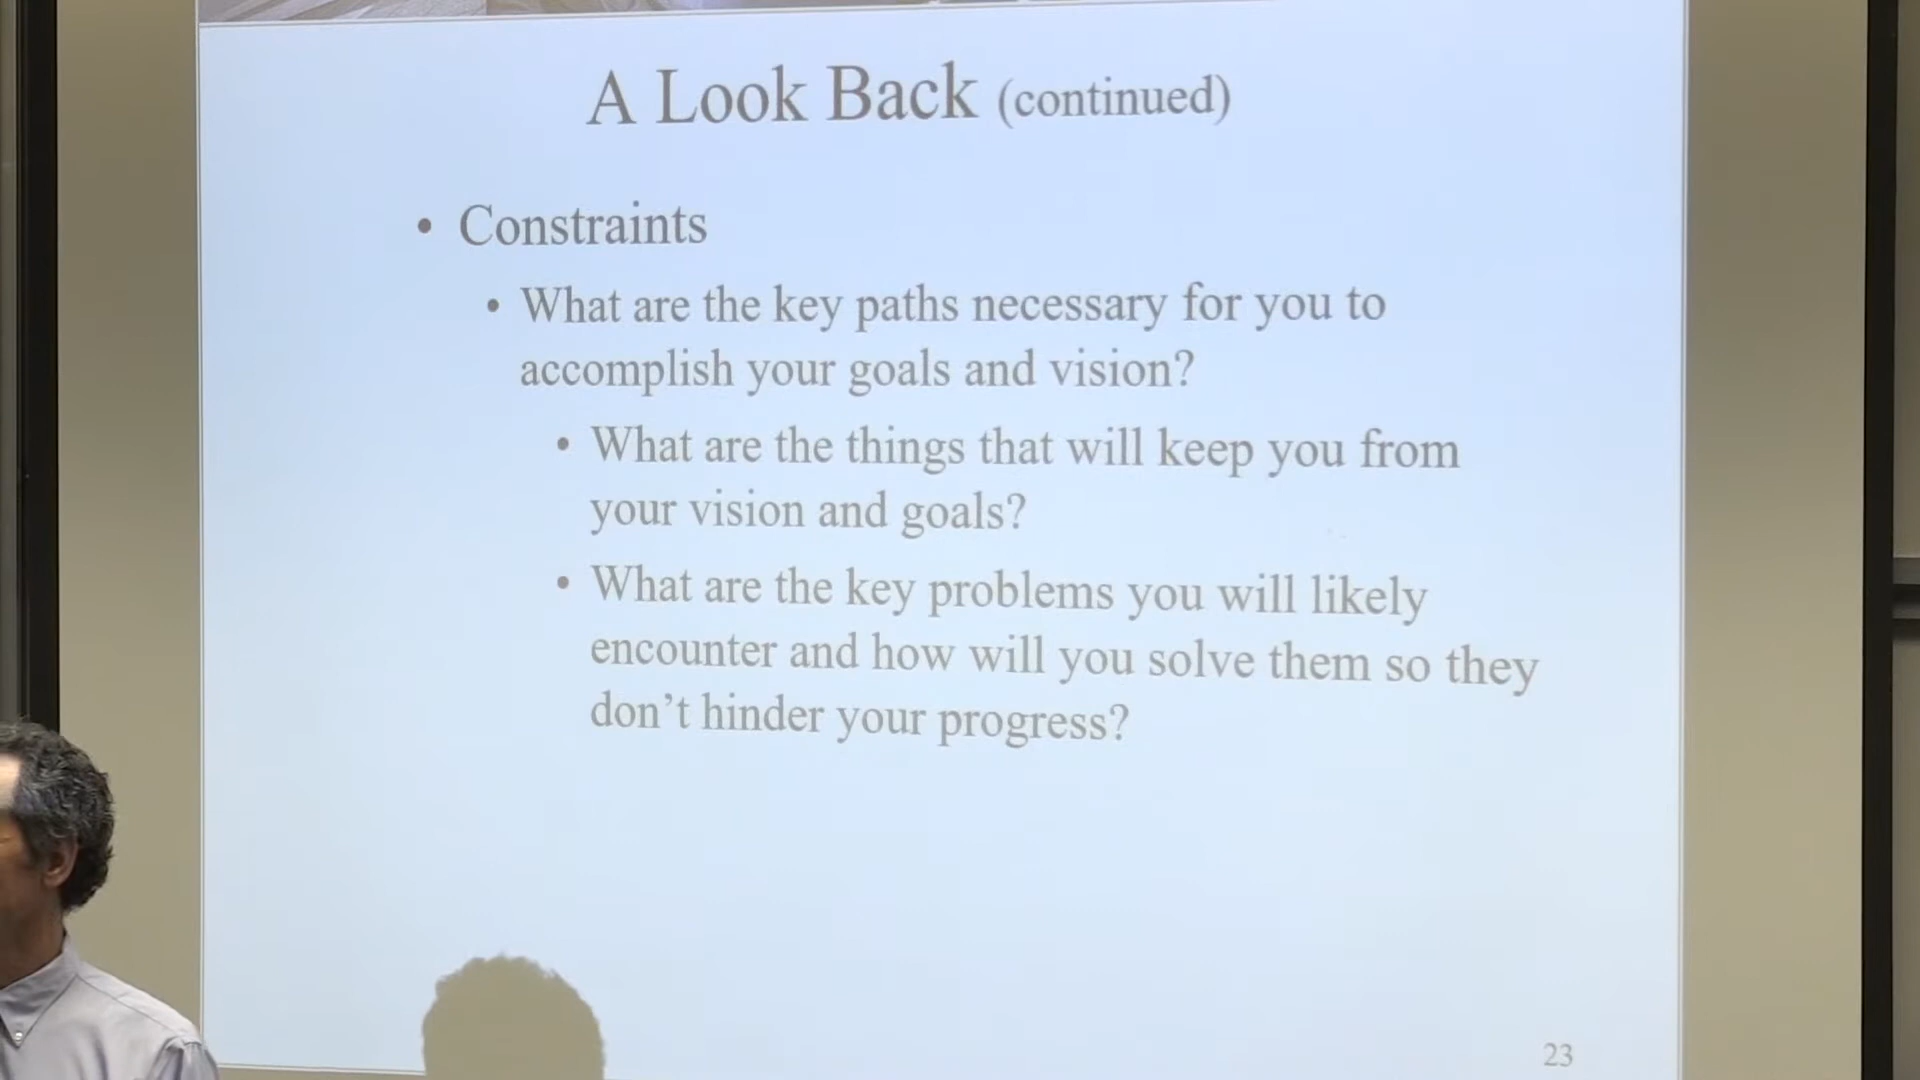 A Look Back (continued)
• Constraints
• What are the key paths necessary for you to
accomplish your goals and vision?
• What are the things that will keep you from
your vision and goals?
• What are the key problems you will likely
encounter and how will you solve them so they
don’t hinder your progress?
23